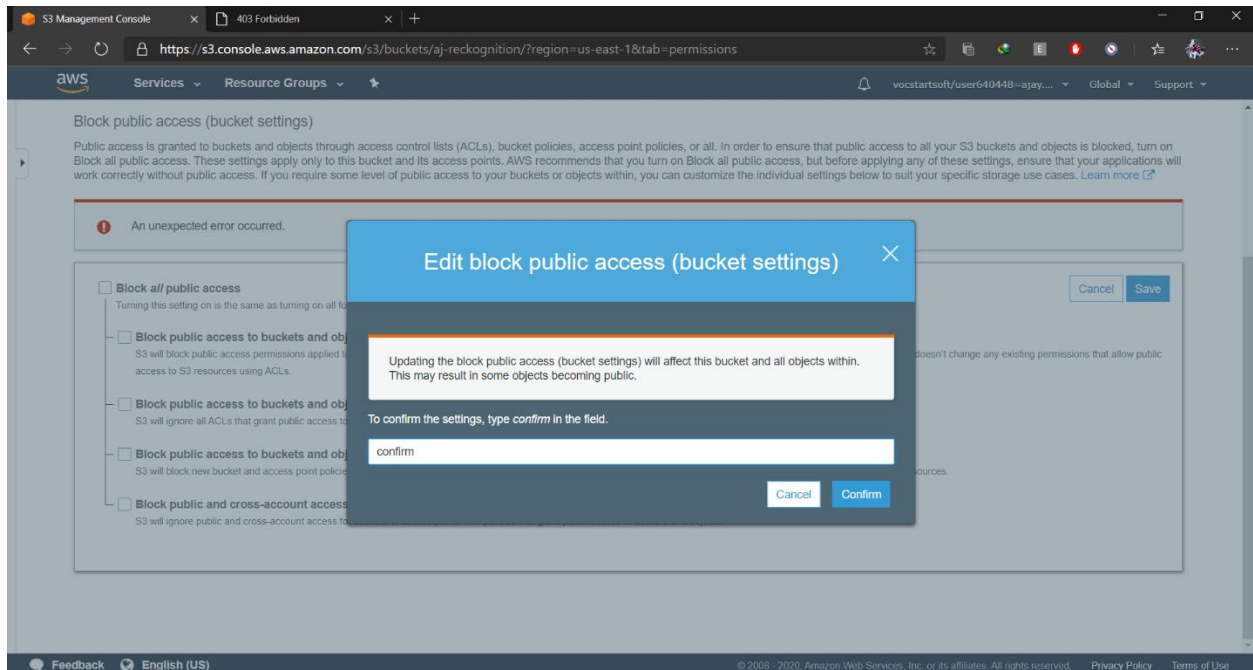 S3 Management Console
403 Forbidden
https://s3.console.aws.amazon.com/s3/buckets/aj-reckognition/?region=us-east-1&tab=permissions
aws
Services
Resource Groups
vocstartsoft/user640448=ajay....
Global
Support
Block public access (bucket settings)
Public access is granted to buckets and objects through access control lists (ACLs), bucket policies, access point policies, or all. In order to ensure that public access to all your S3 buckets and objects is blocked, turn on
Block all public access. These settings apply only to this bucket and its access points. AWS recommends that you turn on Block all public access, but before applying any of these settings, ensure that your applications will
work correctly without public access. If you require some level of public access to your buckets or objects within, you can customize the individual settings below to suit your specific storage use cases. Learn more
An unexpected error occurred.
Edit block public access (bucket settings)
Block all public access
Cancel
Save
Turning this setting on is the same as turning on all fo
Block public access to buckets and obj
S3 will block public access permissions applied
doesn't change any existing permissions that allow public
access to S3 resources using ACLs.
Updating the block public access (bucket settings) will affect this bucket and all objects within.
This may result in some objects becoming public.
Block public access to buckets and obj
S3 will ignore all ACLs that grant public access to
To confirm the settings, type confirm in the field.
confirm
Block public access to buckets and obj
S3 will block new bucket and access point policie
ources.
Cancel
Confirm
Block public and cross-account access
S3 will ignore public and cross-account access
Feedback
English (US)
© 2008 - 2020, Amazon Web Services, Inc. or its affiliates. All rights reserved.
Privacy Policy
Terms of Use